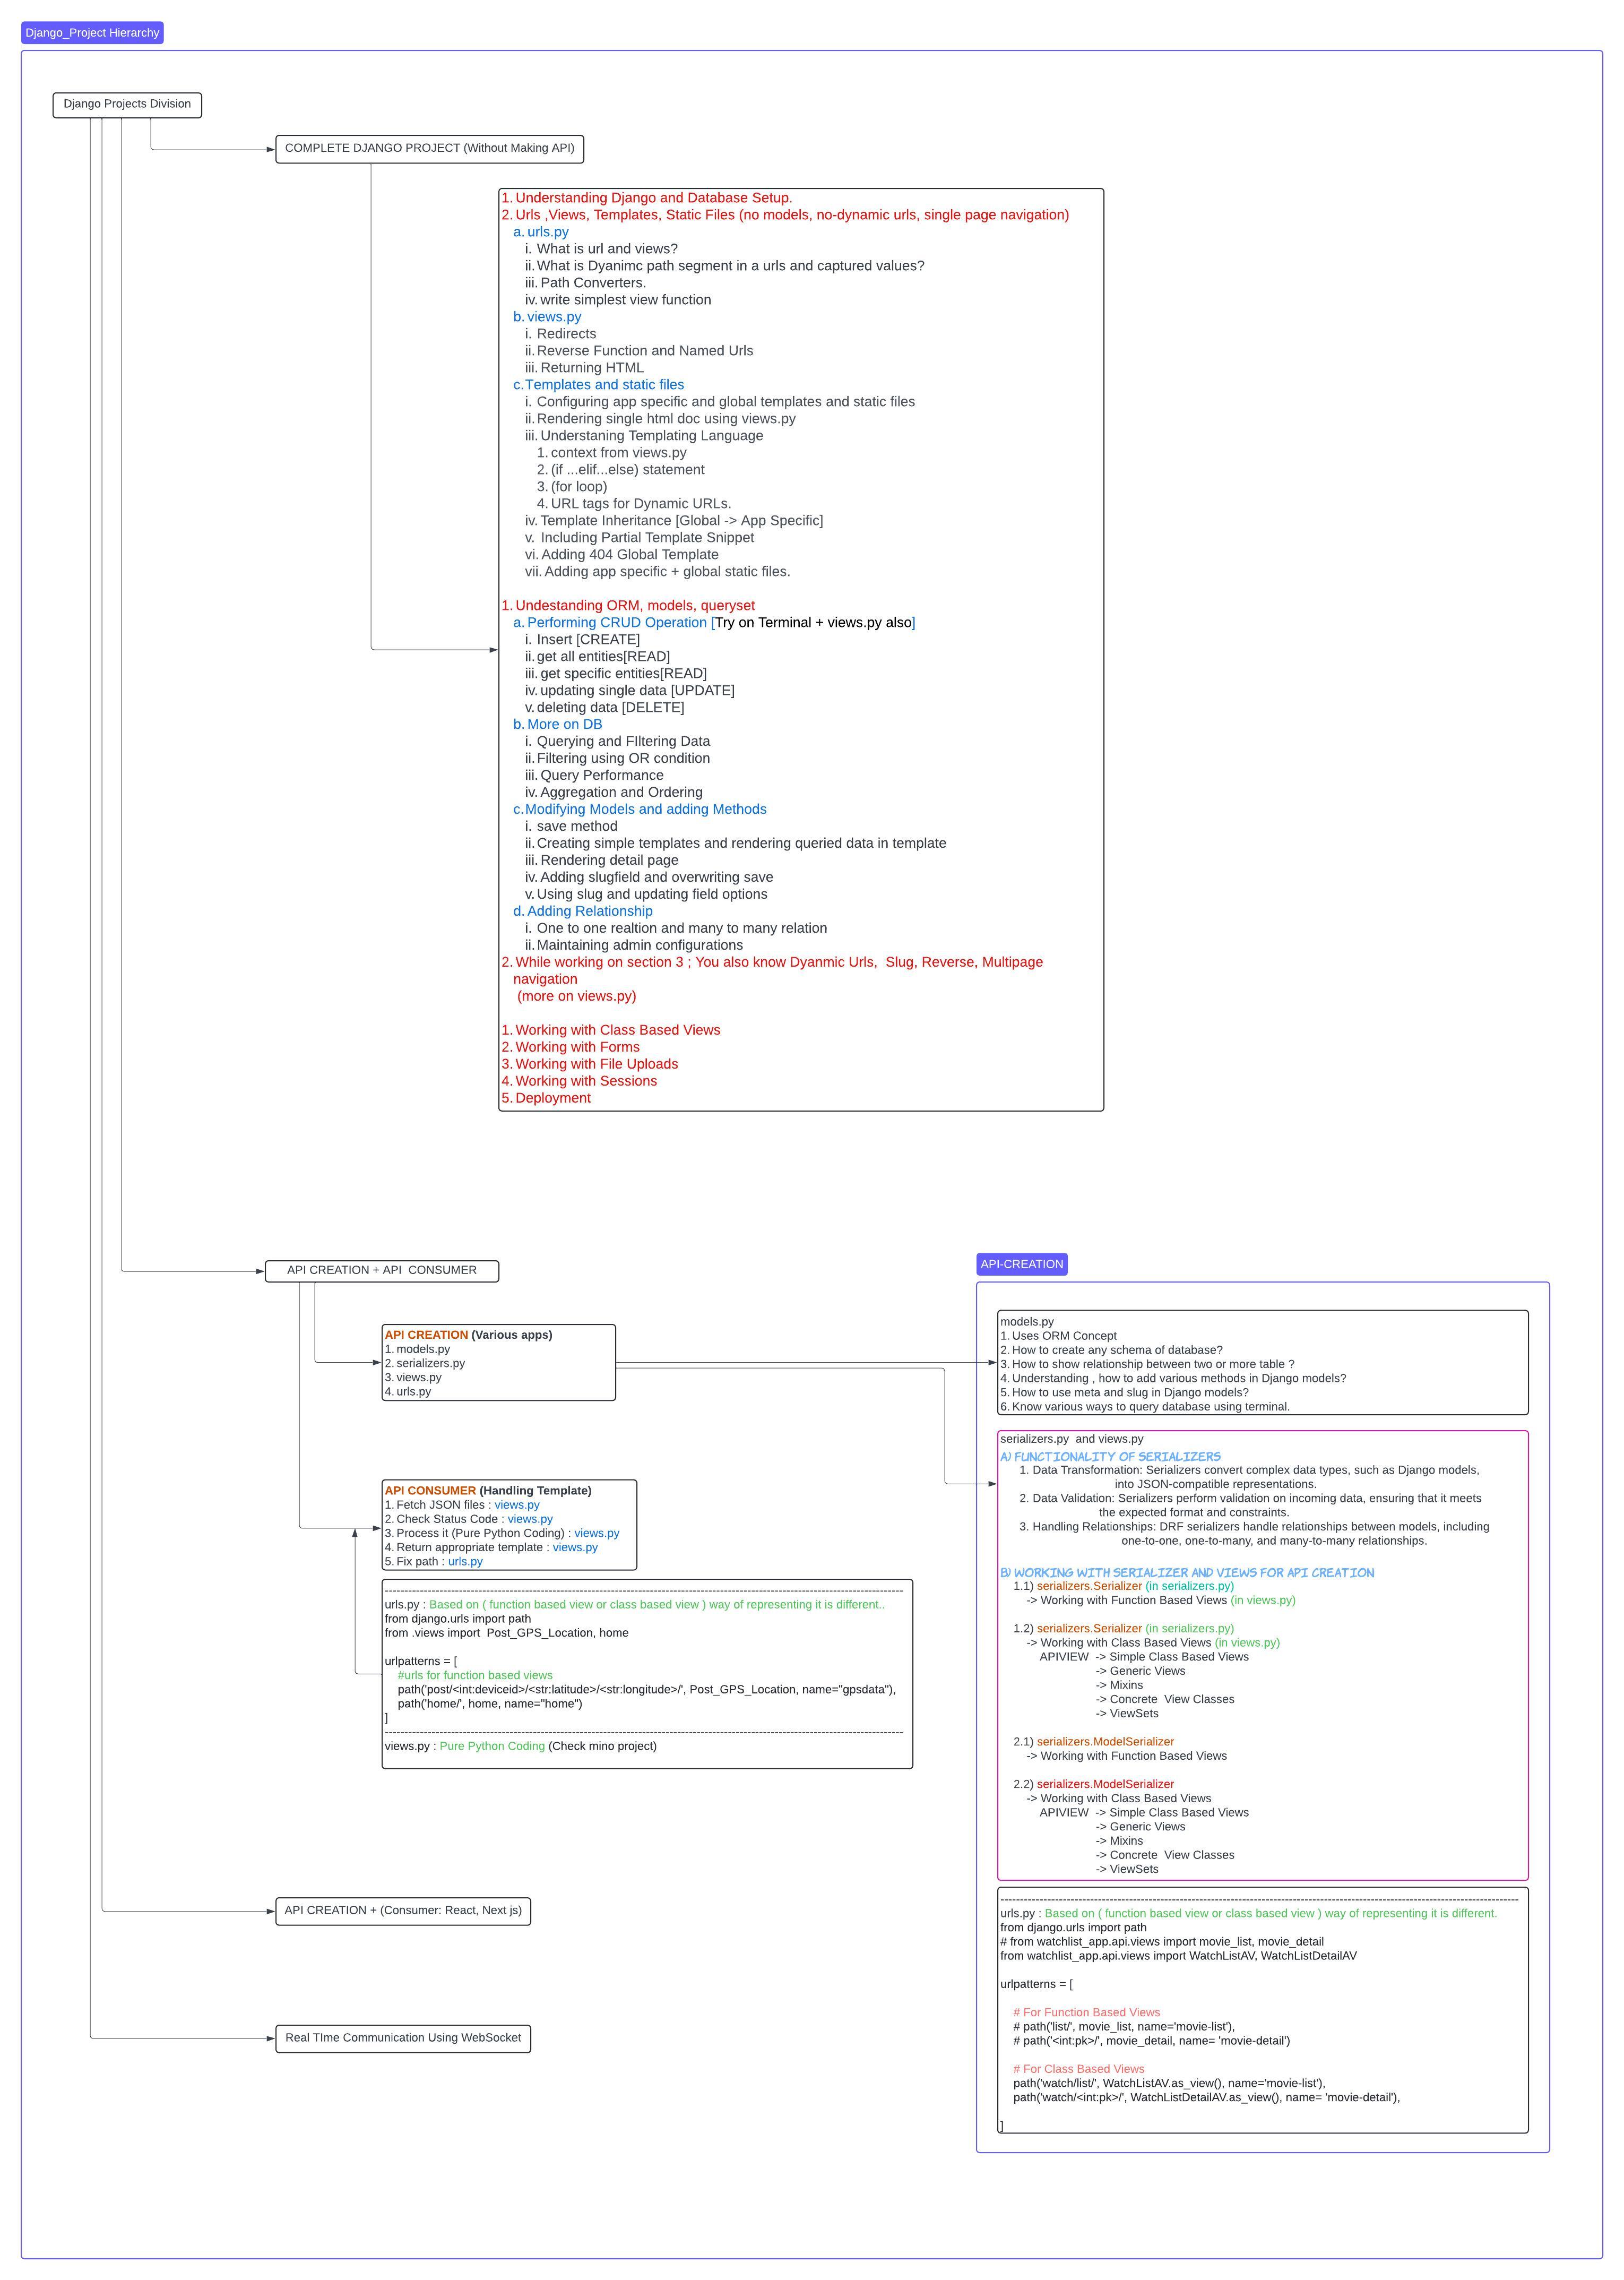 Django_Project Hierarchy
Django Projects Division
COMPLETE DJANGO PROJECT (Without Making API)
1. Understanding Django and Database Setup.
2. Urls ,Views, Templates, Static Files (no models, no-dynamic urls, single page navigation)
a. urls.py
i. What is url and views?
ii. What is Dyanimc path segment in a urls and captured values?
iii. Path Converters.
iv. write simplest view function
b. views.py
i. Redirects
ii. Reverse Function and Named Urls
iii. Returning HTML
c. Templates and static files
i. Configuring app specific and global templates and static files
ii. Rendering single html doc using views.py
iii. Understaning Templating Language
1. context from views.py
2. (if ...elif...else) statement
3. (for loop)
4. URL tags for Dynamic URLs.
iv. Template Inheritance [Global -> App Specific]
v. Including Partial Template Snippet
vi. Adding 404 Global Template
vii. Adding app specific + global static files.
1. Undestanding ORM, models, queryset
a. Performing CRUD Operation [Try on Terminal + views.py also]
i. Insert [CREATE]
ii. get all entities[READ]
iii. get specific entities[READ]
iv. updating single data [UPDATE]
v. deleting data [DELETE]
b. More on DB
i. Querying and FIltering Data
ii. Filtering using OR condition
iii. Query Performance
iv. Aggregation and Ordering
c. Modifying Models and adding Methods
i. save method
ii. Creating simple templates and rendering queried data in template
iii. Rendering detail page
iv. Adding slugfield and overwriting save
v. Using slug and updating field options
d. Adding Relationship
i. One to one realtion and many to many relation
ii. Maintaining admin configurations
2. While working on section 3 ; You also know Dyanmic Urls,  Slug, Reverse, Multipage
navigation
(more on views.py)
1. Working with Class Based Views
2. Working with Forms
3. Working with File Uploads
4. Working with Sessions
5. Deployment
API CREATION + API  CONSUMER
API CREATION (Various apps)
1. models.py
2. serializers.py
3. views.py
4. urls.py
API CONSUMER (Handling Template)
1. Fetch JSON files : views.py
2. Check Status Code : views.py
3. Process it (Pure Python Coding) : views.py
4. Return appropriate template : views.py
5. Fix path : urls.py
urls.py : Based on ( function based view or class based view ) way of representing it is different..
from django.urls import path
from .views import  Post_GPS_Location, home
urlpatterns = [
#urls for function based views
path('post/<int:deviceid>/<str:latitude>/<str:longitude>/', Post_GPS_Location, name="gpsdata"),
path('home/', home, name="home")
]
views.py : Pure Python Coding (Check mino project)
API CREATION + (Consumer: React, Next js)
Real TIme Communication Using WebSocket
API-CREATION
models.py
1. Uses ORM Concept
2. How to create any schema of database?
3. How to show relationship between two or more table ?
4. Understanding , how to add various methods in Django models?
5. How to use meta and slug in Django models?
6. Know various ways to query database using terminal.
serializers.py  and views.py
A) FUNCTIONALITY OF SERIALIZERS
1. Data Transformation: Serializers convert complex data types, such as Django models,
into JSON-compatible representations.
2. Data Validation: Serializers perform validation on incoming data, ensuring that it meets
the expected format and constraints.
3. Handling Relationships: DRF serializers handle relationships between models, including
one-to-one, one-to-many, and many-to-many relationships.
B) WORKING WITH SERIALIZER AND VIEWS FOR API CREATION
1.1) serializers.Serializer (in serializers.py)
-> Working with Function Based Views (in views.py)
1.2) serializers.Serializer (in serializers.py)
-> Working with Class Based Views (in views.py)
APIVIEW  -> Simple Class Based Views
-> Generic Views
-> Mixins
-> Concrete  View Classes
-> ViewSets
2.1) serializers.ModelSerializer
-> Working with Function Based Views
2.2) serializers.ModelSerializer
-> Working with Class Based Views
APIVIEW  -> Simple Class Based Views
-> Generic Views
-> Mixins
-> Concrete  View Classes
-> ViewSets
urls.py : Based on ( function based view or class based view ) way of representing it is different.
from django.urls import path
# from watchlist_app.api.views import movie_list, movie_detail
from watchlist_app.api.views import WatchListAV, WatchListDetailAV
urlpatterns = [
# For Function Based Views
# path('list/', movie_list, name='movie-list'),
# path('<int:pk>/', movie_detail, name= 'movie-detail')
# For Class Based Views
path('watch/list/', WatchListAV.as_view(), name='movie-list'),
path('watch/<int:pk>/', WatchListDetailAV.as_view(), name= 'movie-detail'),
]